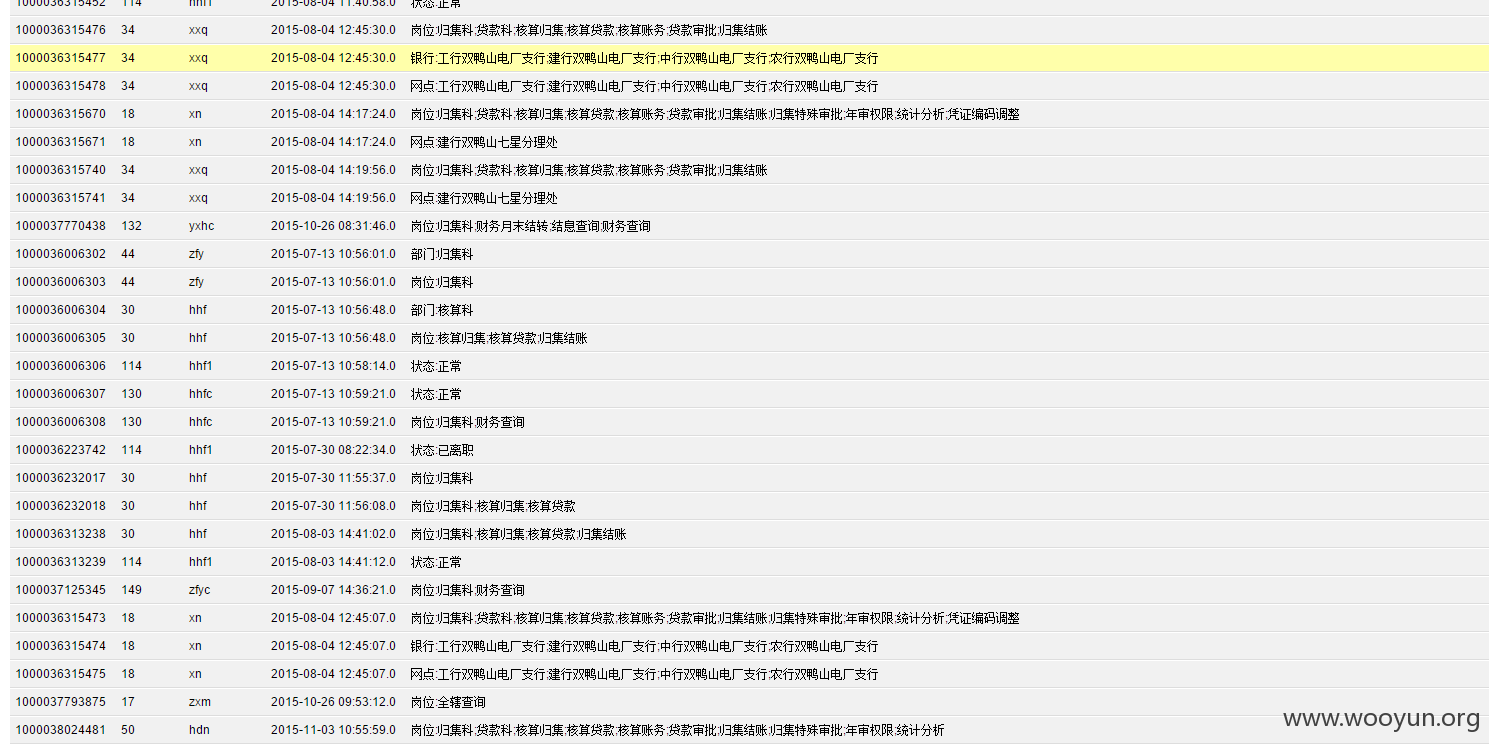 1000036315452 114 hhf1 2015-08-04 11:40:58.0 状态:正常
1000036315476 34 xxq 2015-08-04 12:45:30.0 岗位:归集科;贷款科;核算归集;核算贷款;核算账务;贷款审批;归集结账
1000036315477 34 xxq 2015-08-04 12:45:30.0 银行:工行双鸭山电厂支行;建行双鸭山电厂支行;中行双鸭山电厂支行;农行双鸭山电厂支行
1000036315478 34 xxq 2015-08-04 12:45:30.0 网点:工行双鸭山电厂支行;建行双鸭山电厂支行;中行双鸭山电厂支行;农行双鸭山电厂支行
1000036315670 18 xn 2015-08-04 14:17:24.0 岗位:归集科;贷款科;核算归集;核算贷款;核算账务;贷款审批;归集结账;归集特殊审批;年审权限;统计分析;凭证编码调整
1000036315671 18 xn 2015-08-04 14:17:24.0 网点:建行双鸭山七星分理处
1000036315740 34 xxq 2015-08-04 14:19:56.0 岗位:归集科;贷款科;核算归集;核算贷款;核算账务;贷款审批;归集结账
1000036315741 34 xxq 2015-08-04 14:19:56.0 网点:建行双鸭山七星分理处
1000037770438 132 yxhc 2015-10-26 08:31:46.0 岗位:归集科;财务月末结转;结息查询;财务查询
1000036006302 44 zfy 2015-07-13 10:56:01.0 部门:归集科
1000036006303 44 zfy 2015-07-13 10:56:01.0 岗位:归集科
1000036006304 30 hhf 2015-07-13 10:56:48.0 部门:核算科
1000036006305 30 hhf 2015-07-13 10:56:48.0 岗位:核算归集;核算贷款;归集结账
1000036006306 114 hhf1 2015-07-13 10:58:14.0 状态:正常
1000036006307 130 hhfc 2015-07-13 10:59:21.0 状态:正常
1000036006308 130 hhfc 2015-07-13 10:59:21.0 岗位:归集科;财务查询
1000036223742 114 hhf1 2015-07-30 08:22:34.0 状态:已离职
1000036232017 30 hhf 2015-07-30 11:55:37.0 岗位:归集科
1000036232018 30 hhf 2015-07-30 11:56:08.0 岗位:归集科;核算归集;核算贷款
1000036313238 30 hhf 2015-08-03 14:41:02.0 岗位:归集科;核算归集;核算贷款;归集结账
1000036313239 114 hhf1 2015-08-03 14:41:12.0 状态:正常
1000037125345 149 zfyc 2015-09-07 14:36:21.0 岗位:归集科;财务查询
1000036315473 18 xn 2015-08-04 12:45:07.0 岗位:归集科;贷款科;核算归集;核算贷款;核算账务;贷款审批;归集结账;归集特殊审批;年审权限;统计分析;凭证编码调整
1000036315474 18 xn 2015-08-04 12:45:07.0 银行:工行双鸭山电厂支行;建行双鸭山电厂支行;中行双鸭山电厂支行;农行双鸭山电厂支行
1000036315475 18 xn 2015-08-04 12:45:07.0 网点:工行双鸭山电厂支行;建行双鸭山电厂支行;中行双鸭山电厂支行;农行双鸭山电厂支行
1000037793875 17 zxm 2015-10-26 09:53:12.0 岗位:全辖查询
1000038024481 50 hdn 2015-11-03 10:55:59.0 岗位:归集科;贷款科;核算归集;核算贷款;核算账务;贷款审批;归集结账;归集特殊审批;年审权限;统计分析
www.wooyun.org